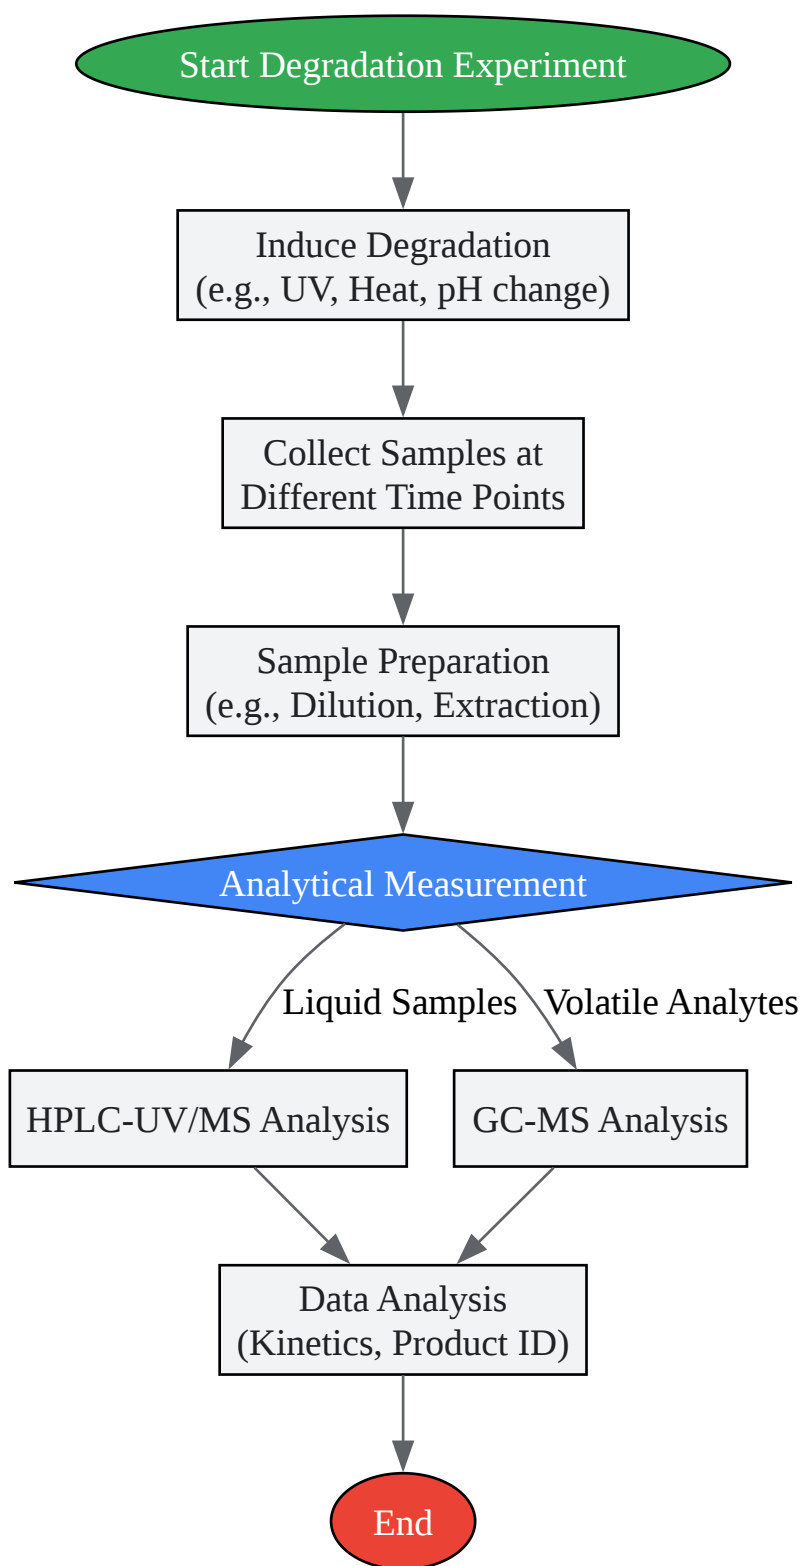 Start Degradation Experiment
Induce Degradation
(e.g., UV, Heat, pH change)
Collect Samples at
Different Time Points
Sample Preparation
(e.g., Dilution, Extraction)
Analytical Measurement
Liquid Samples
Volatile Analytes
HPLC-UV/MS Analysis
GC-MS Analysis
Data Analysis
(Kinetics, Product ID)
End